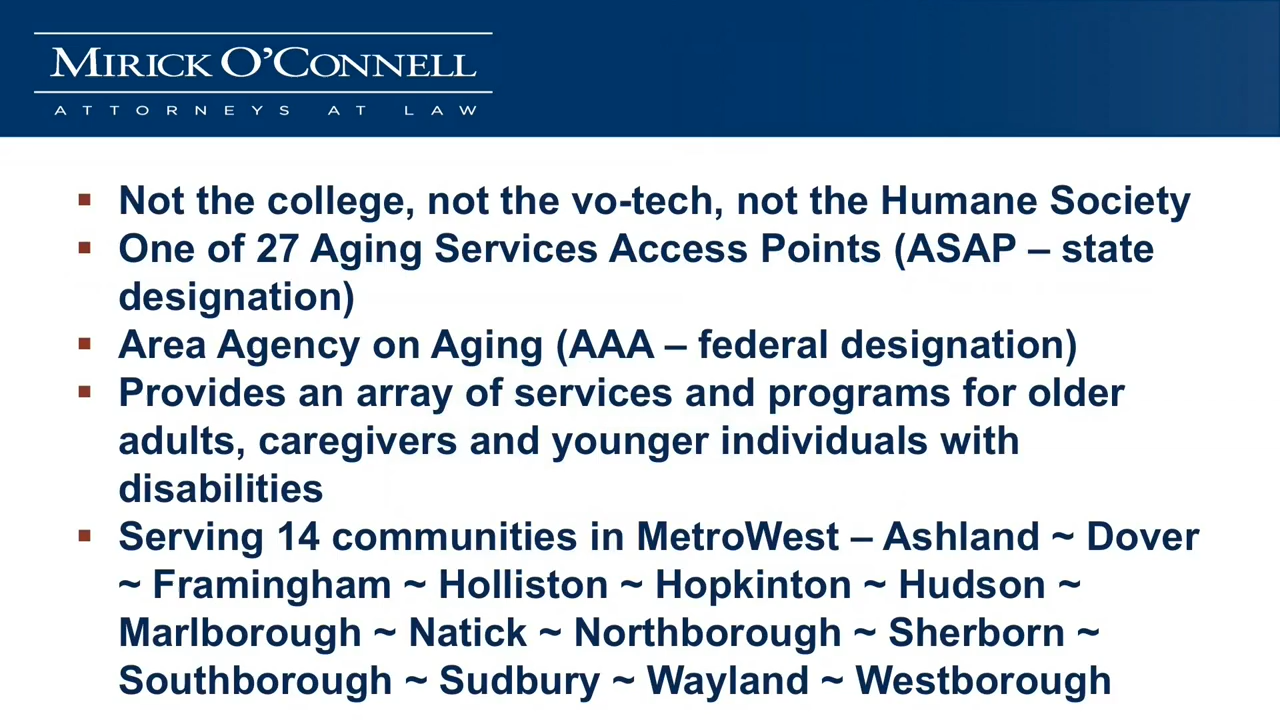 MIRICK O'CONNELL
ATTORNEYS AT LAW
▪ Not the college, not the vo-tech, not the Humane Society
▪ One of 27 Aging Services Access Points (ASAP – state
designation)
▪ Area Agency on Aging (AAA – federal designation)
▪ Provides an array of services and programs for older
adults, caregivers and younger individuals with
disabilities
▪ Serving 14 communities in MetroWest – Ashland ~ Dover
~ Framingham ~ Holliston ~ Hopkinton ~ Hudson ~
Marlborough ~ Natick ~ Northborough ~ Sherborn ~
Southborough ~ Sudbury ~ Wayland ~ Westborough